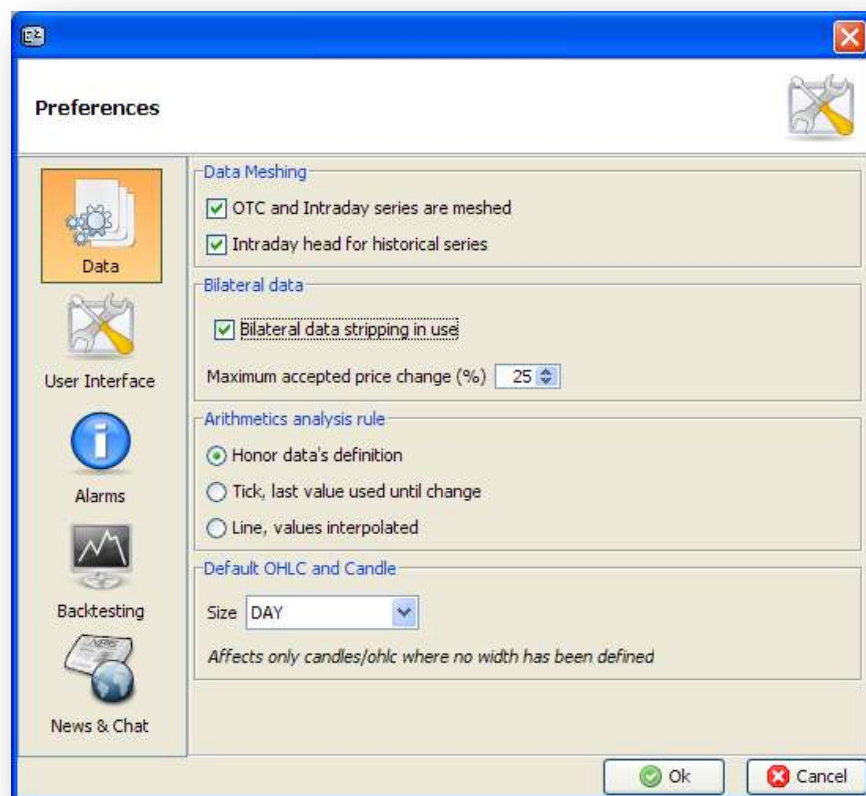 Preferences
Data
User Interface
Alarms
Backtesting
News & Chat
Data Meshing
OTC and Intraday series are meshed
Intraday head for historical series
Bilateral data
Bilateral data stripping in use
Maximum accepted price change (%) 25
Arithmetics analysis rule
Honor data's definition
Tick, last value used until change
Line, values interpolated
Default OHLC and Candle
Size DAY
Affects only candles/ohlc where no width has been defined
Ok Cancel